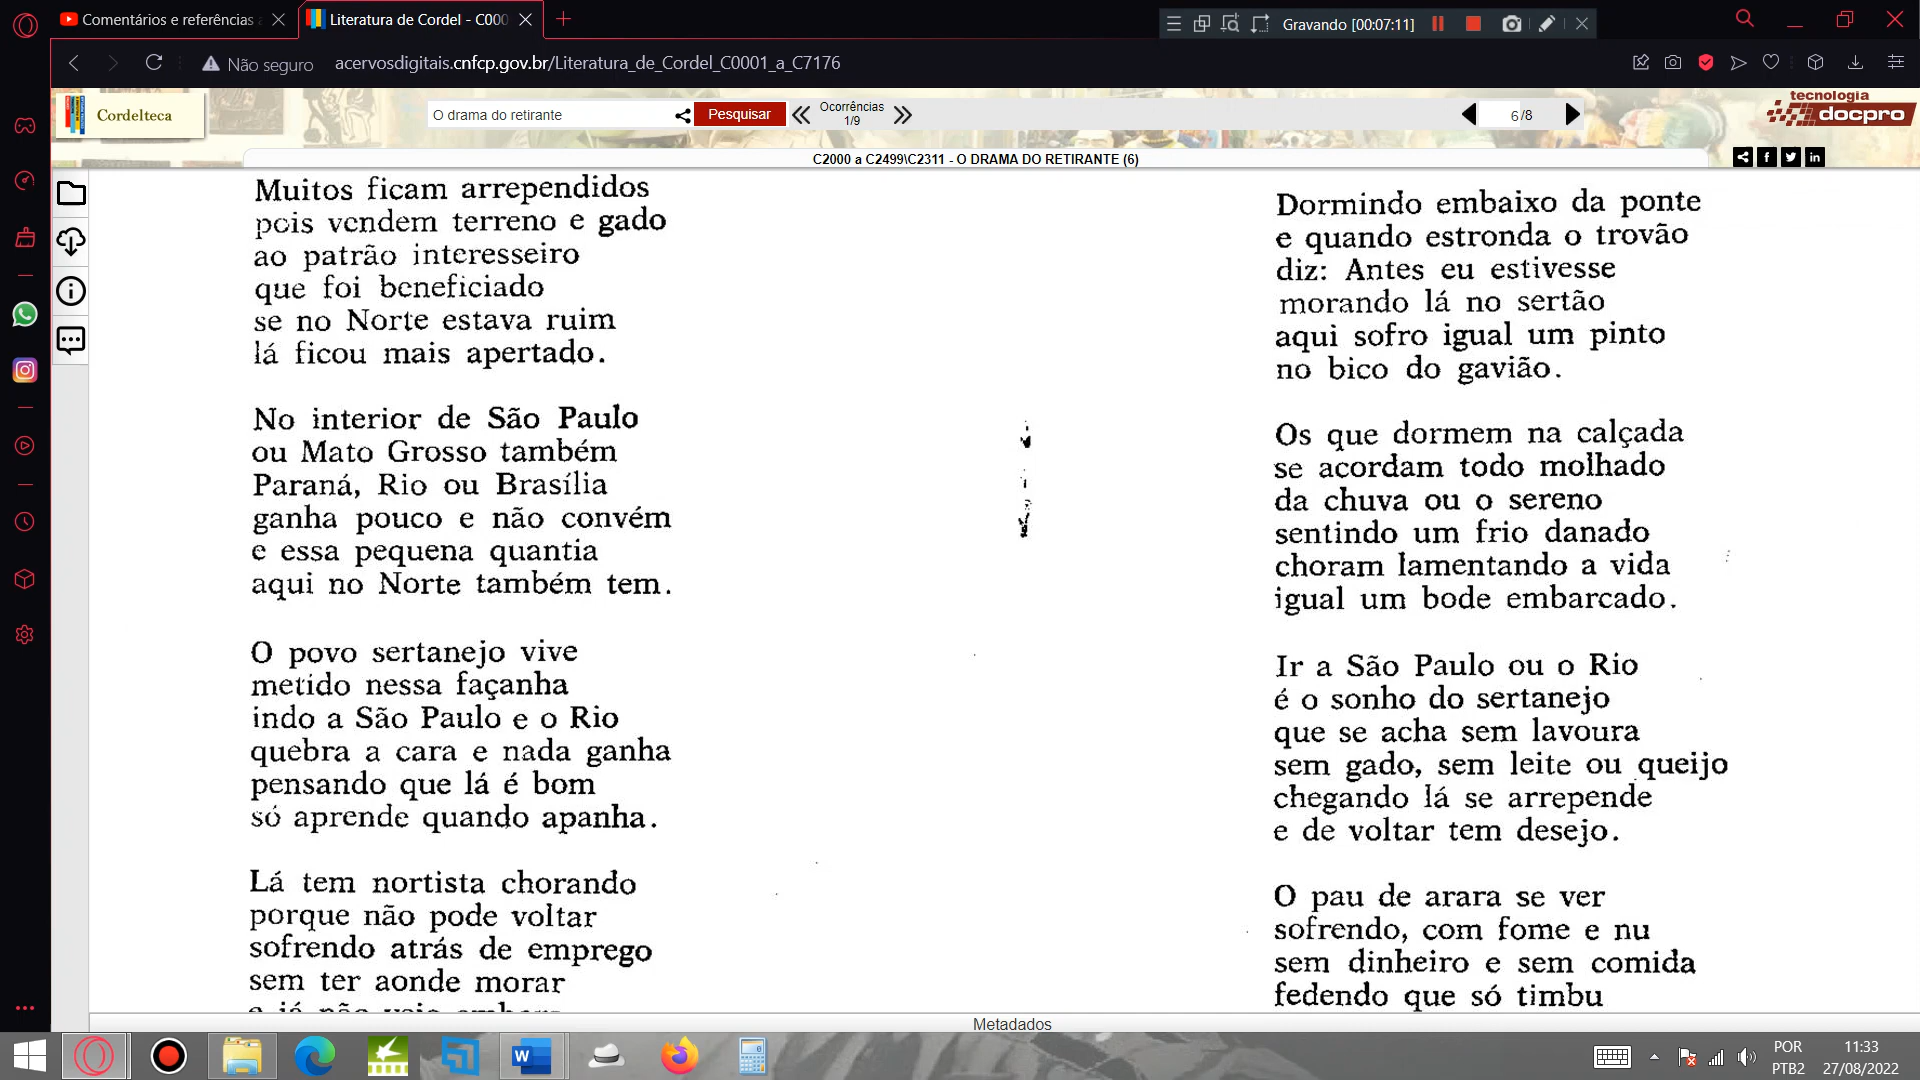 Comentários e referências
Literatura de Cordel - C000
Gravando [00:07:11]
Não seguro
acervosdigitais.cnfcp.gov.br/Literatura_de_Cordel_C0001_a_C7176
Cordelteca
O drama do retirante
Pesquisar
Ocorrências
1/9
6 /8
tecnologia
docpro
C2000 a C2499\C2311 - O DRAMA DO RETIRANTE (6)
Muitos ficam arrependidos
pois vendem terreno e gado
ao patrão interesseiro
que foi beneficiado
se no Norte estava ruim
lá ficou mais apertado.
No interior de São Paulo
ou Mato Grosso também
Paraná, Rio ou Brasília
ganha pouco e não convém
e essa pequena quantia
aqui no Norte também tem.
O povo sertanejo vive
metido nessa façanha
indo a São Paulo e o Rio
quebra a cara e nada ganha
pensando que lá é bom
só aprende quando apanha.
Lá tem nortista chorando
porque não pode voltar
sofrendo atrás de emprego
sem ter aonde morar
Dormindo embaixo da ponte
e quando estronda o trovão
diz: Antes eu estivesse
morando lá no sertão
aqui sofro igual um pinto
no bico do gavião.
Os que dormem na calçada
se acordam todo molhado
da chuva ou o sereno
sentindo um frio danado
choram lamentando a vida
igual um bode embarcado.
Ir a São Paulo ou o Rio
é o sonho do sertanejo
que se acha sem lavoura
sem gado, sem leite ou queijo
chegando lá se arrepende
e de voltar tem desejo.
O pau de arara se ver
sofrendo, com fome e nu
sem dinheiro e sem comida
fedendo que só timbu
Metadados
POR
PTB2
11:33
27/08/2022